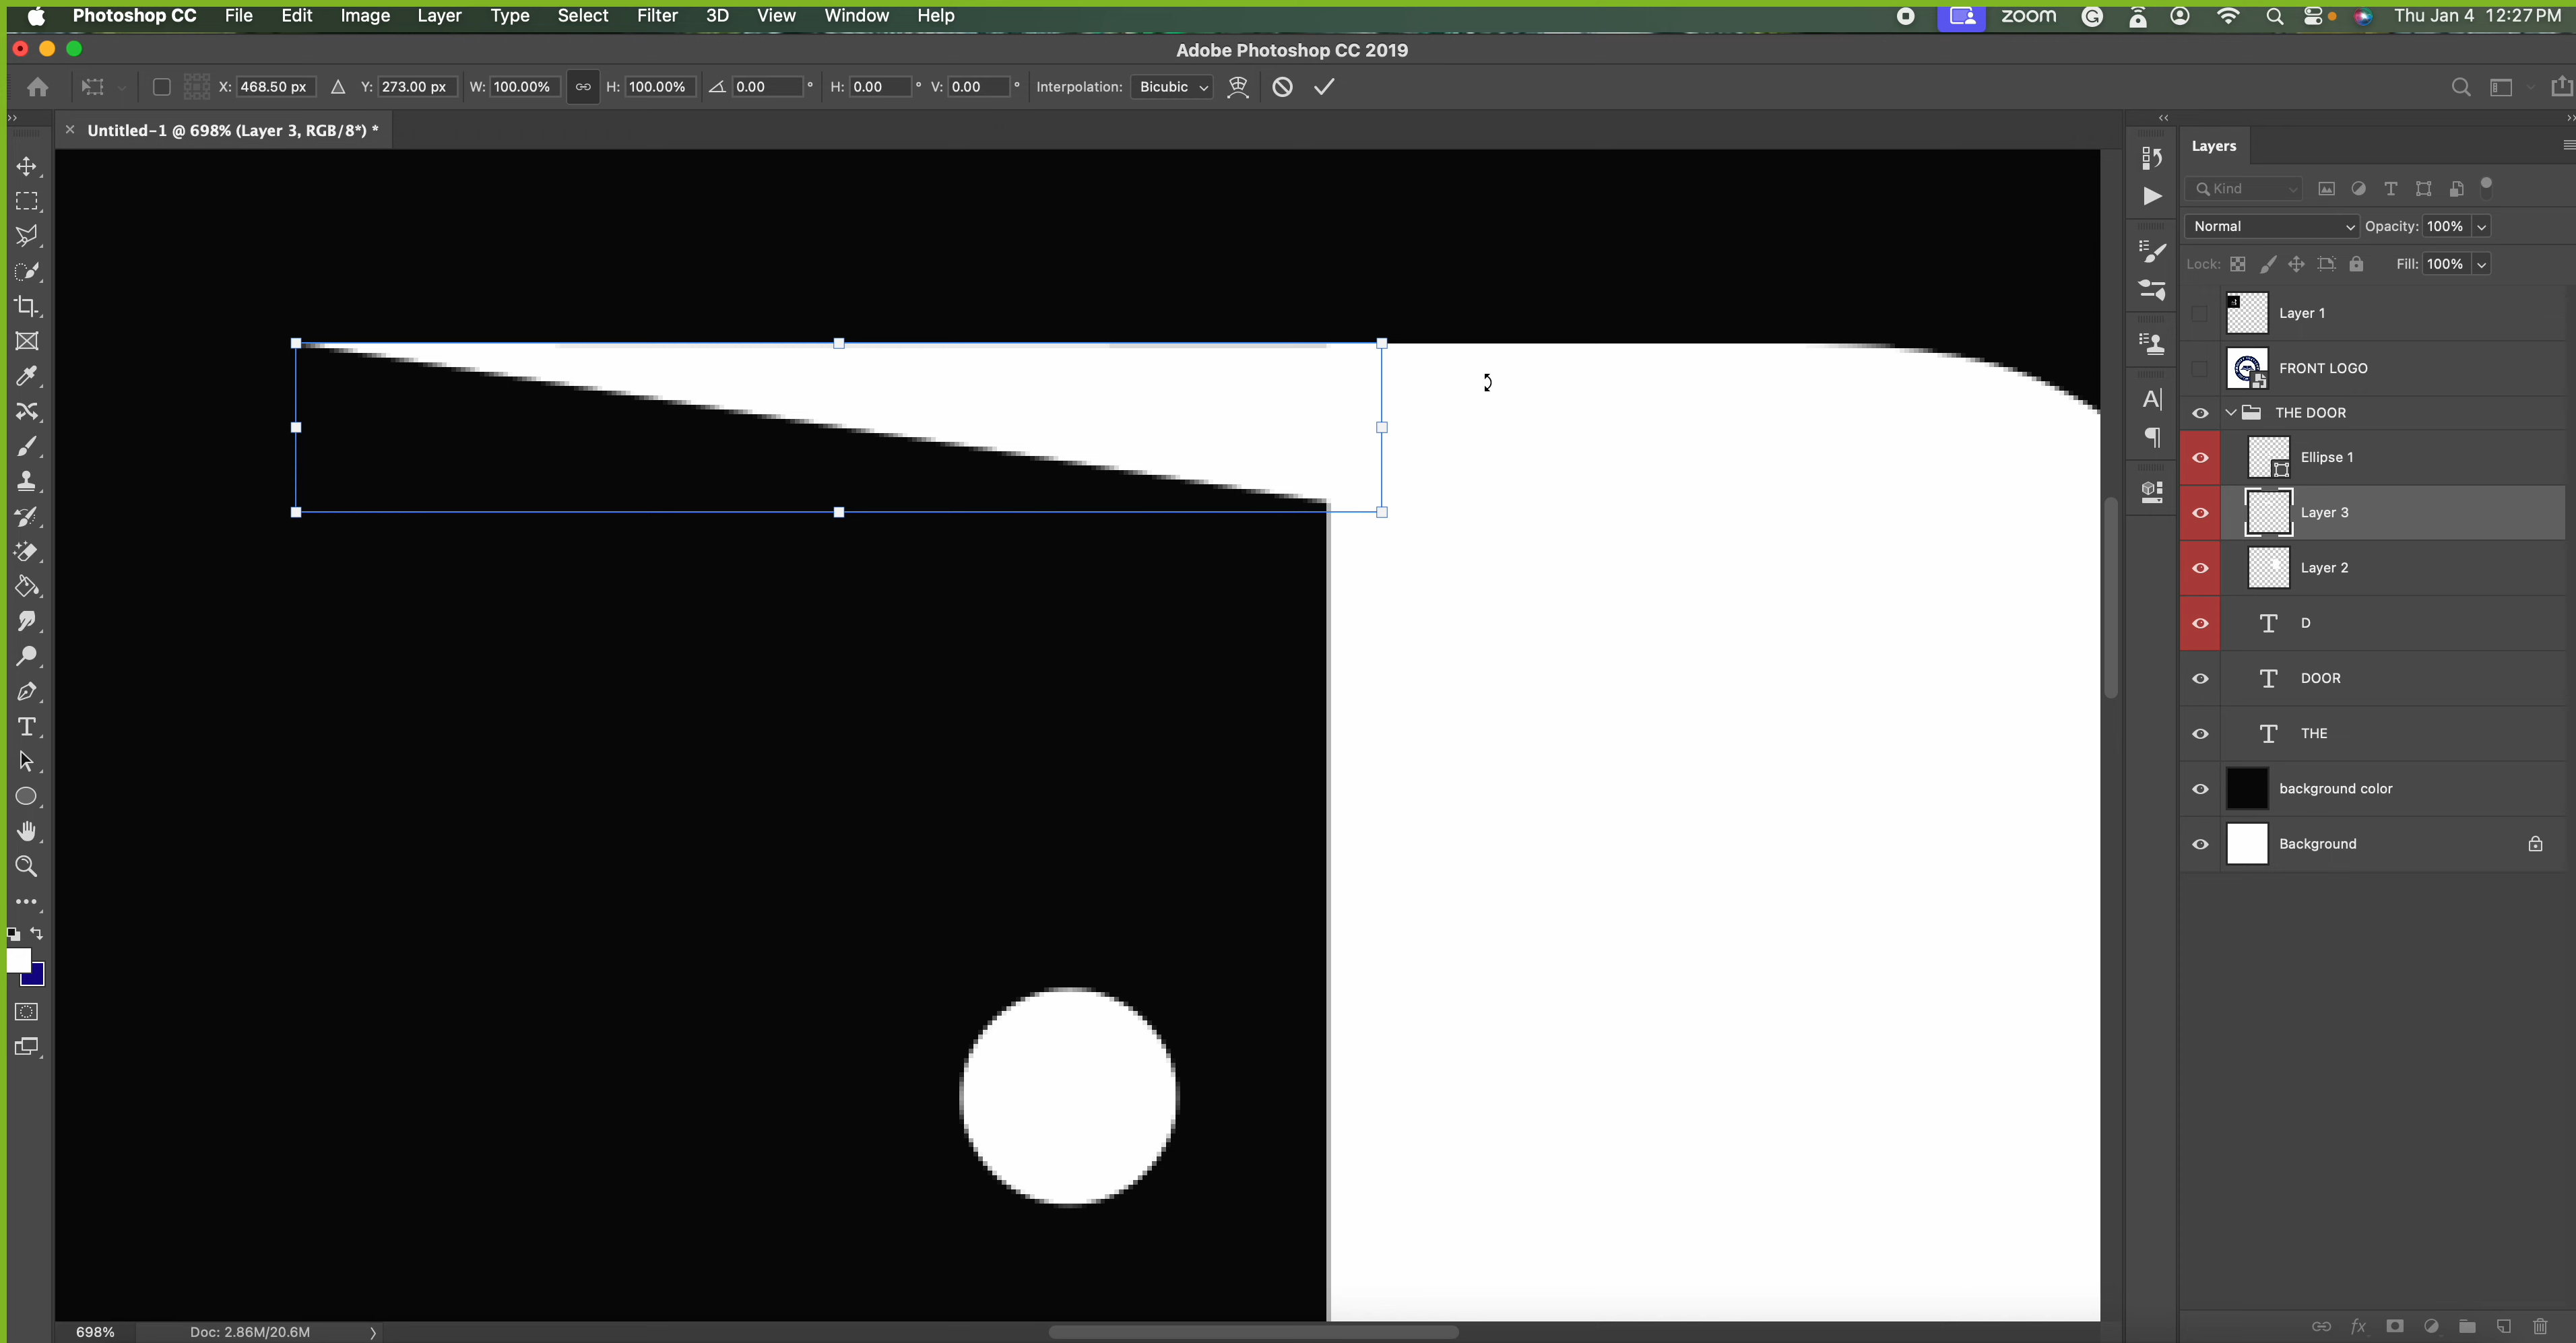 Photoshop CC File Edit Image Layer Type Select Filter 3D View Window Help zoom Thu Jan 4 12:27 PM
Adobe Photoshop CC 2019
X: 468.50 px Y: 273.00 px W: 100.00% H: 100.00% 0.00 ° H: 0.00 ° V: 0.00 ° Interpolation: Bicubic
Untitled-1 @ 698% (Layer 3, RGB/8*) *
Layers
Kind
Normal Opacity: 100%
Lock: Fill: 100%
Layer 1
FRONT LOGO
THE DOOR
Ellipse 1
Layer 3
Layer 2
D
DOOR
THE
background color
Background
698% Doc: 2.86M/20.6M